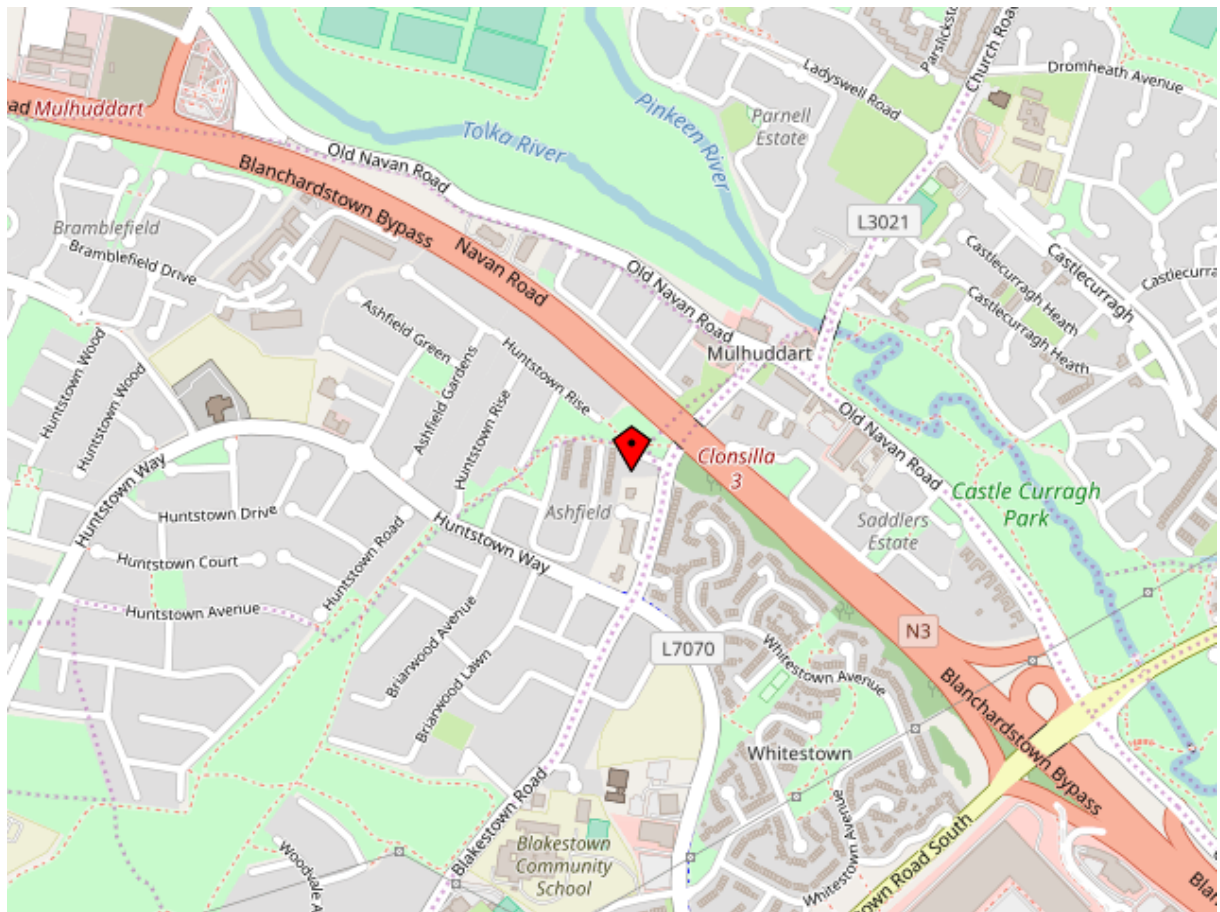 Church Road
Parslickstow
Ladyswell Road
Dromheath Avenue
ad Mulhuddart
Pinkeen River
Parnell
Estate
Tolka River
Old Navan Road
Blanchardstown Bypass
L3021
Bramblefield
Bramblefield Drive
Navan Road
Old Navan Road
Castlecurragh Heath
Castlecurragh
Castlecurra
Castlecurragh Heath
Ashfield Green
Huntstown Wood
Huntstown Wood
Ashfield Gardens
Huntstown Rise
Huntstown Rise
Mulhuddart
Old Navan Road
Huntstown Way
Clonsilla
3
Castle Curragh
Park
Huntstown Drive
Huntstown Road
Ashfield
Saddlers
Estate
Huntstown Court
Huntstown Way
Huntstown Avenue
Briarwood Avenue
Briarwood Lawn
L7070
N3
Whitestown Avenue
Blanchardstown Bypass
Whitestown
Whitestown Avenue
Blakestown Road
Blakestown
Community
School
Woodvale A
town Road South
Blan